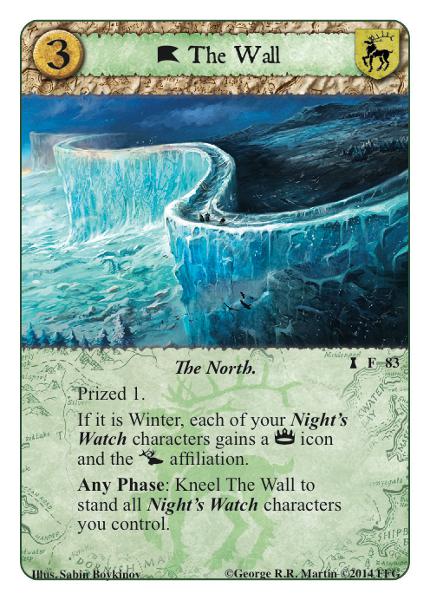 3 The Wall
The North.
F 83
Prized 1.
If it is Winter, each of your Night's
Watch characters gains a icon
and the affiliation.
Any Phase: Kneel The Wall to
stand all Night's Watch characters
you control.
DORNISH MAR
Illus. Sabin Boykinov ©George R.R. Martin ©2014 FFG